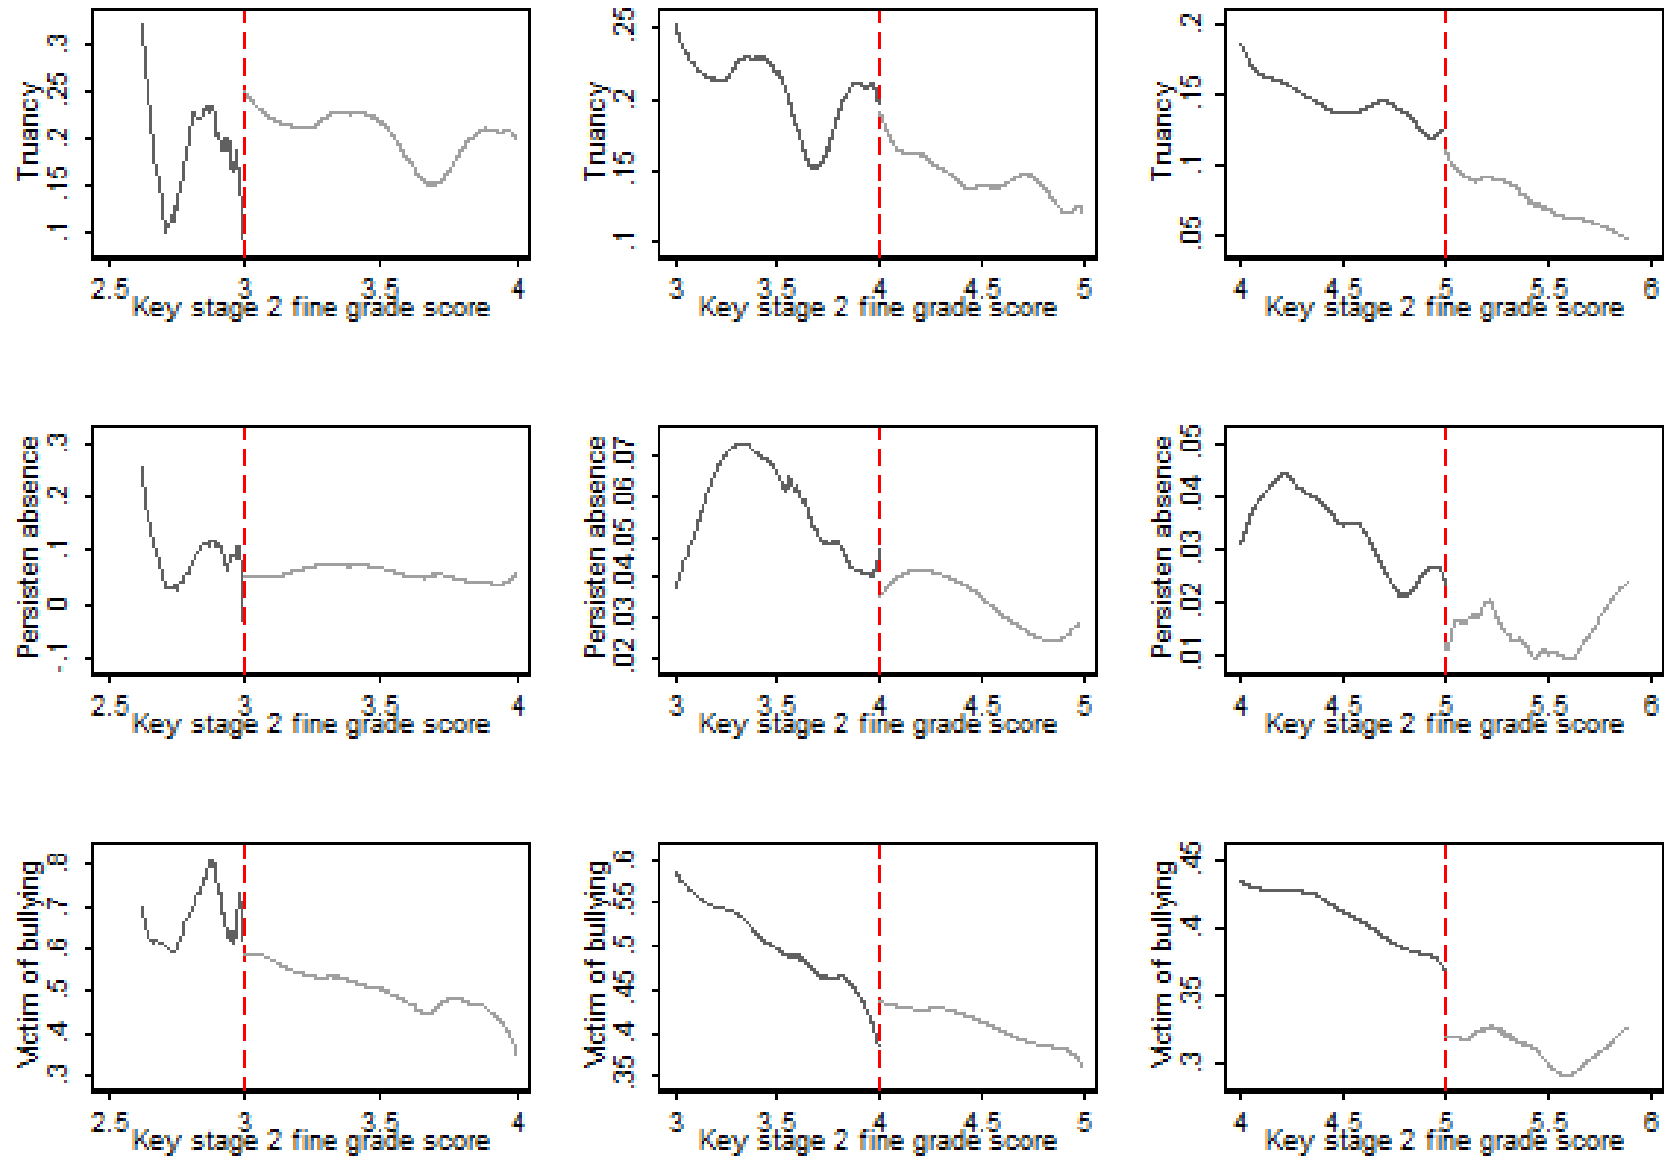 Truancy
.1 .15 .2 .25 .3
2.5 3 3.5 4
Key stage 2 fine grade score
Truancy
.1 .15 .2 .25
3 3.5 4 4.5 5
Key stage 2 fine grade score
Truancy
.05 .1 .15 .2
4 4.5 5 5.5 6
Key stage 2 fine grade score
Persisten absence
-.1 0 .1 .2 .3
2.5 3 3.5 4
Key stage 2 fine grade score
Persisten absence
.02 .03 .04 .05 .06 .07
3 3.5 4 4.5 5
Key stage 2 fine grade score
Persisten absence
.01 .02 .03 .04 .05
4 4.5 5 5.5 6
Key stage 2 fine grade score
Victim of bullying
.3 .4 .5 .6 .7 .8
2.5 3 3.5 4
Key stage 2 fine grade score
Victim of bullying
.35 .4 .45 .5 .55 .6
3 3.5 4 4.5 5
Key stage 2 fine grade score
Victim of bullying
.3 .35 .4 .45
4 4.5 5 5.5 6
Key stage 2 fine grade score